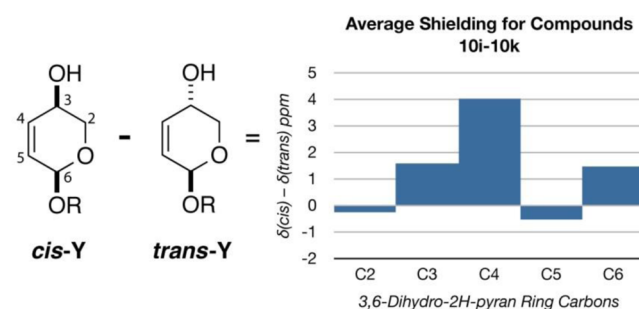 OH
3
4
2
5
O
6
OR
cis-Y
-
OH
O
OR
trans-Y
=
Average Shielding for Compounds
10i-10k
δ(cis) – δ(trans) ppm
5
4
3
2
1
0
-1
-2
C2 C3 C4 C5 C6
3,6-Dihydro-2H-pyran Ring Carbons